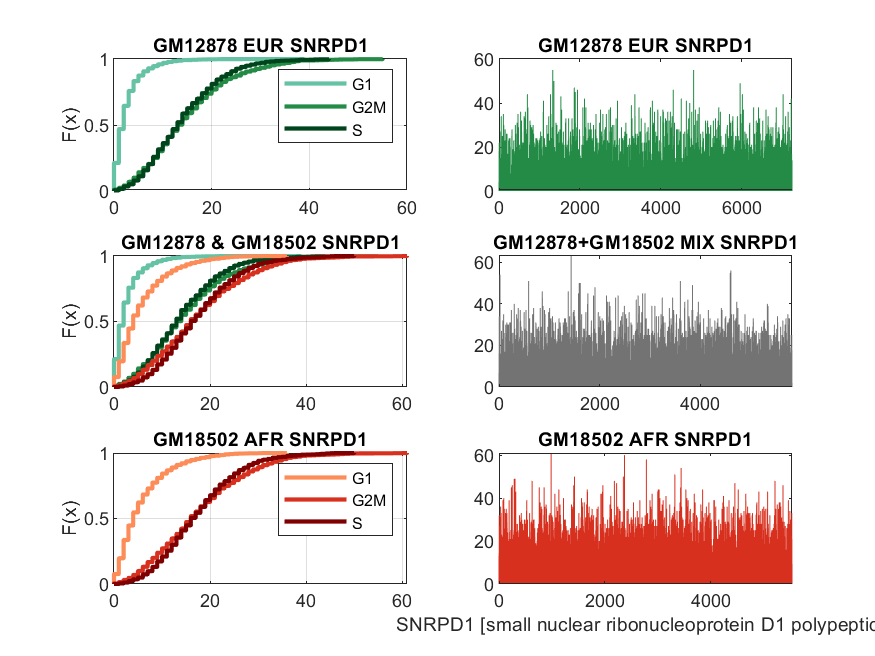 GM12878 EUR SNRPD1
F(x)
1
0.5
0
0 20 40 60
G1
G2M
S
GM12878 EUR SNRPD1
60
40
20
0
0 2000 4000 6000
GM12878 & GM18502 SNRPD1
F(x)
1
0.5
0
0 20 40 60
GM12878+GM18502 MIX SNRPD1
60
40
20
0
0 2000 4000
GM18502 AFR SNRPD1
F(x)
1
0.5
0
0 20 40 60
G1
G2M
S
GM18502 AFR SNRPD1
60
40
20
0
0 2000 4000
SNRPD1 [small nuclear ribonucleoprotein D1 polypeptid